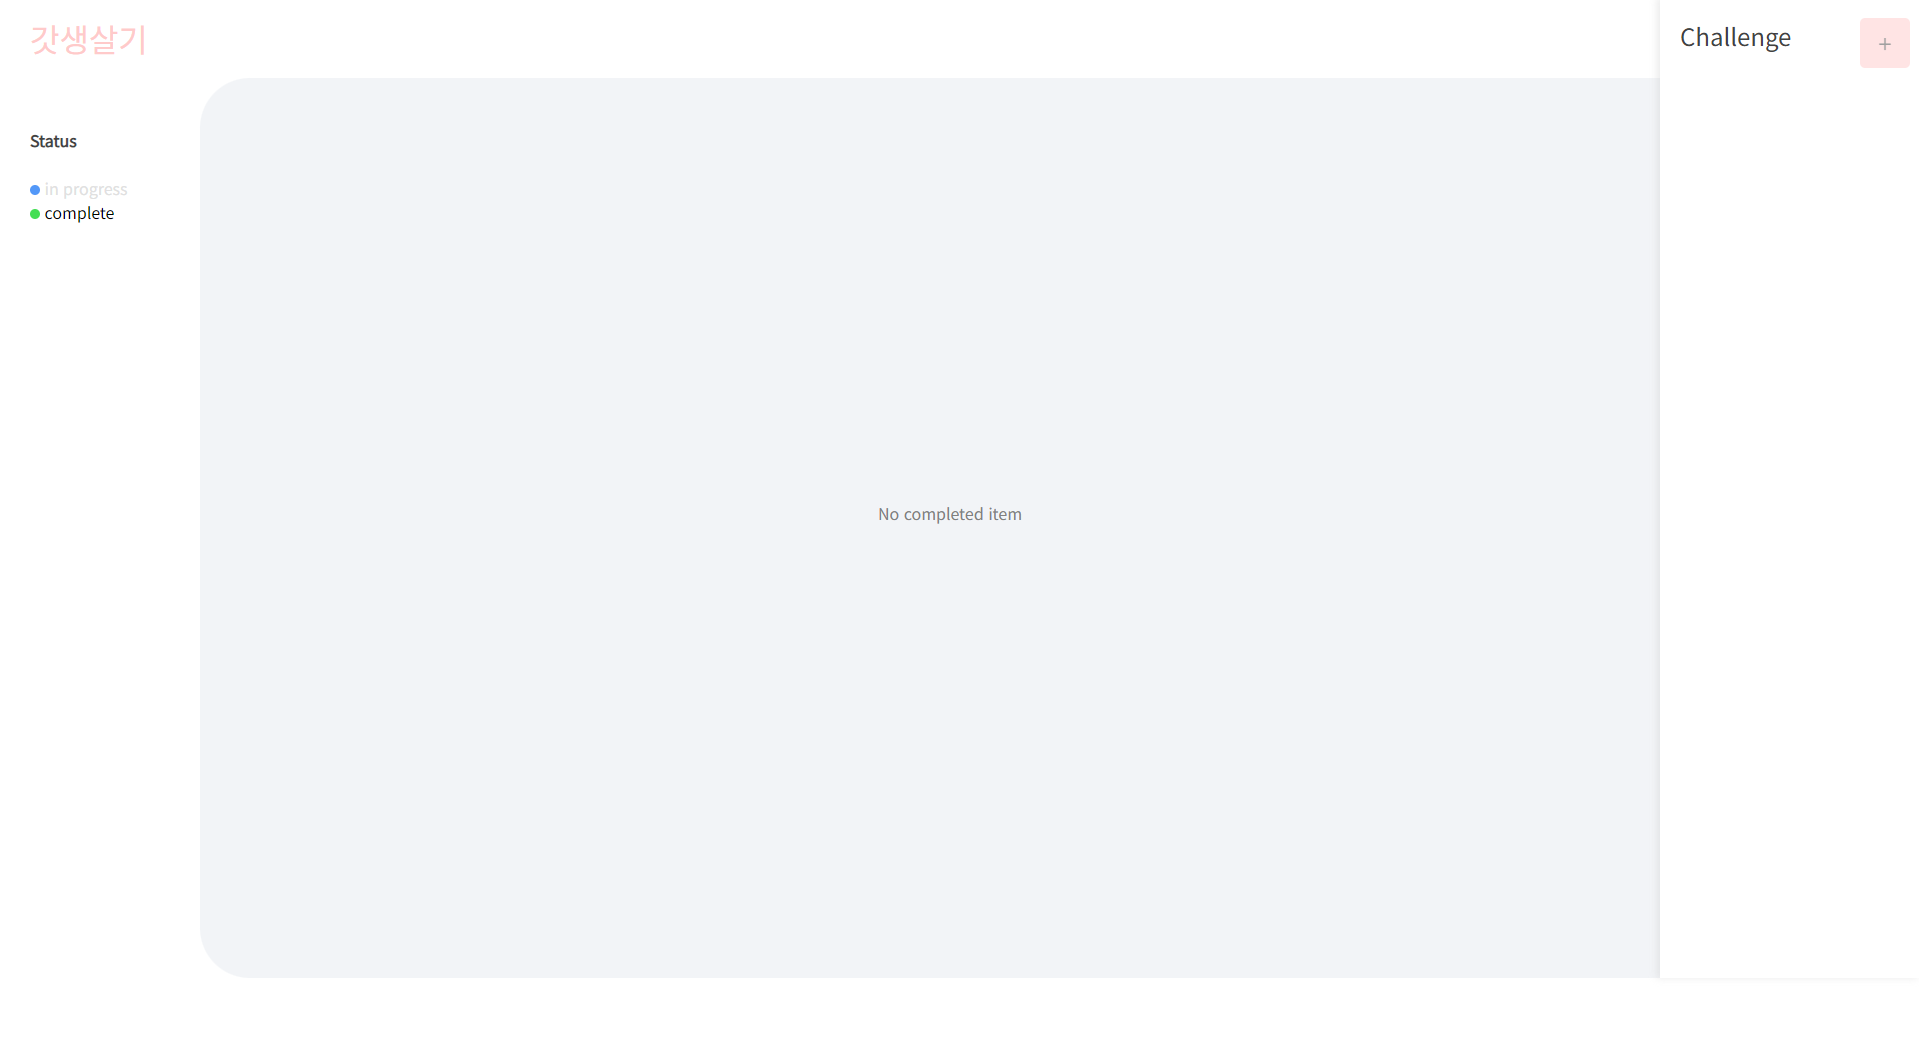 갓생살기
Challenge
+
Status
in progress
complete
No completed item